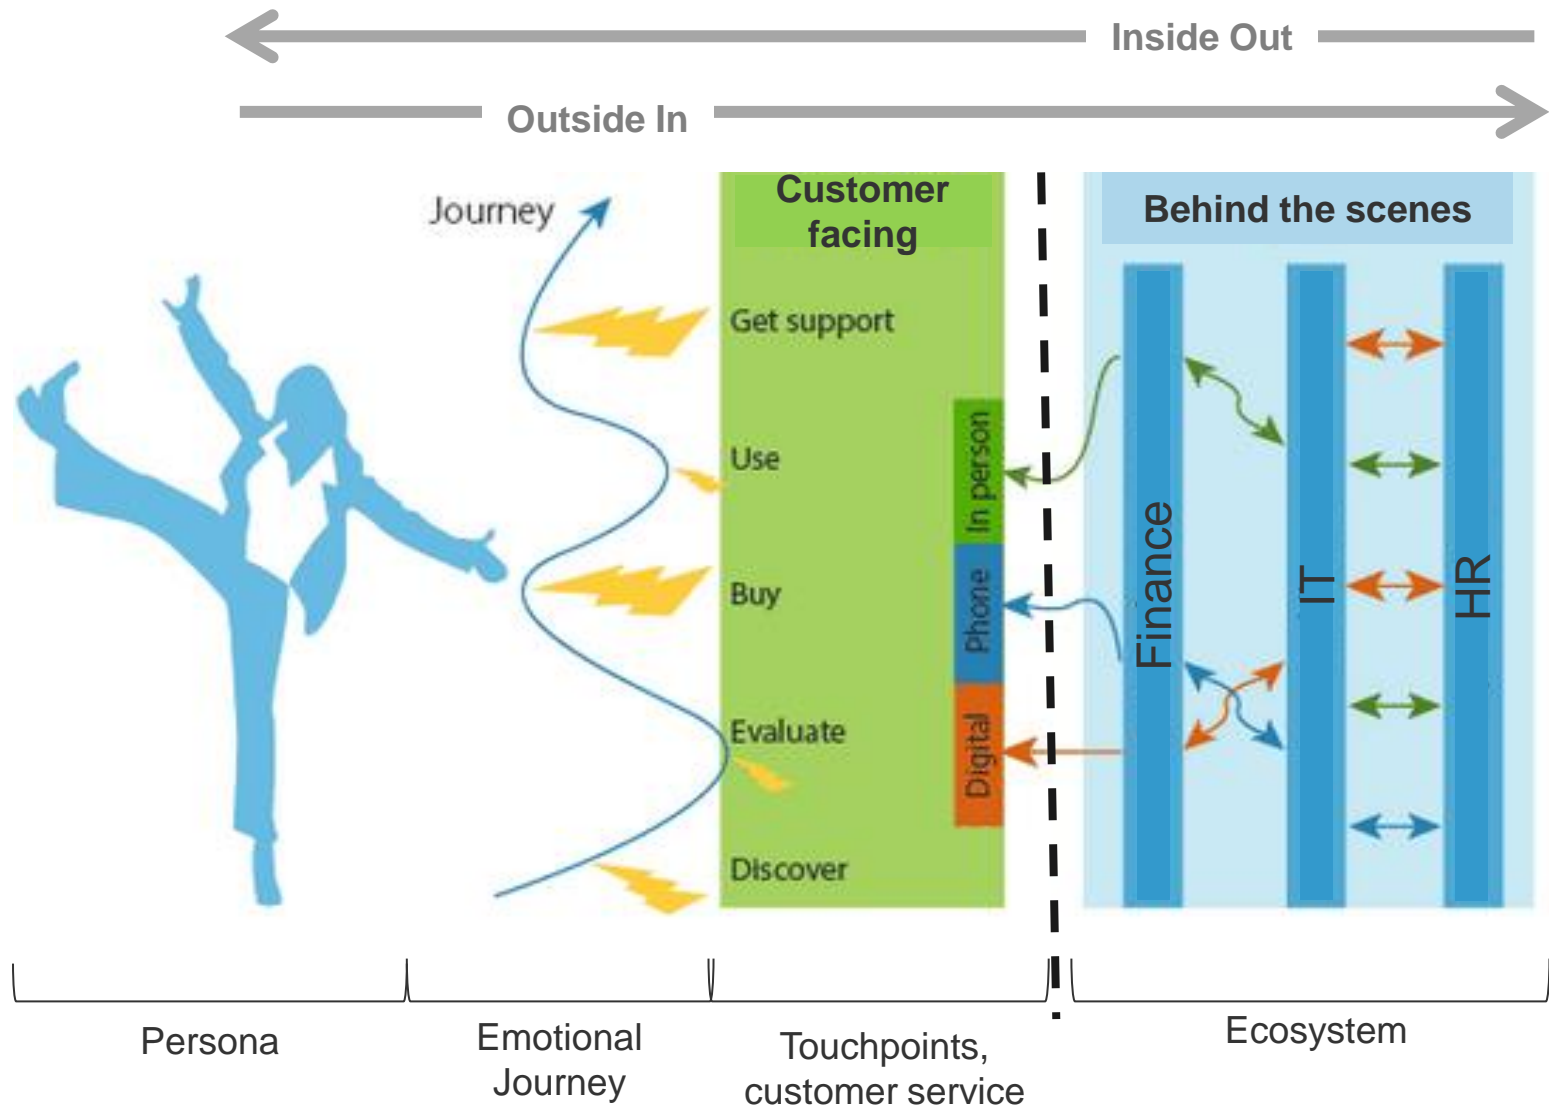 Inside Out
Outside In
Journey
Customer
facing
Behind the scenes
Get support
Use
Buy
Evaluate
Discover
In person
Phone
Digital
Finance
IT
HR
Persona
Emotional
Journey
Touchpoints,
customer service
Ecosystem